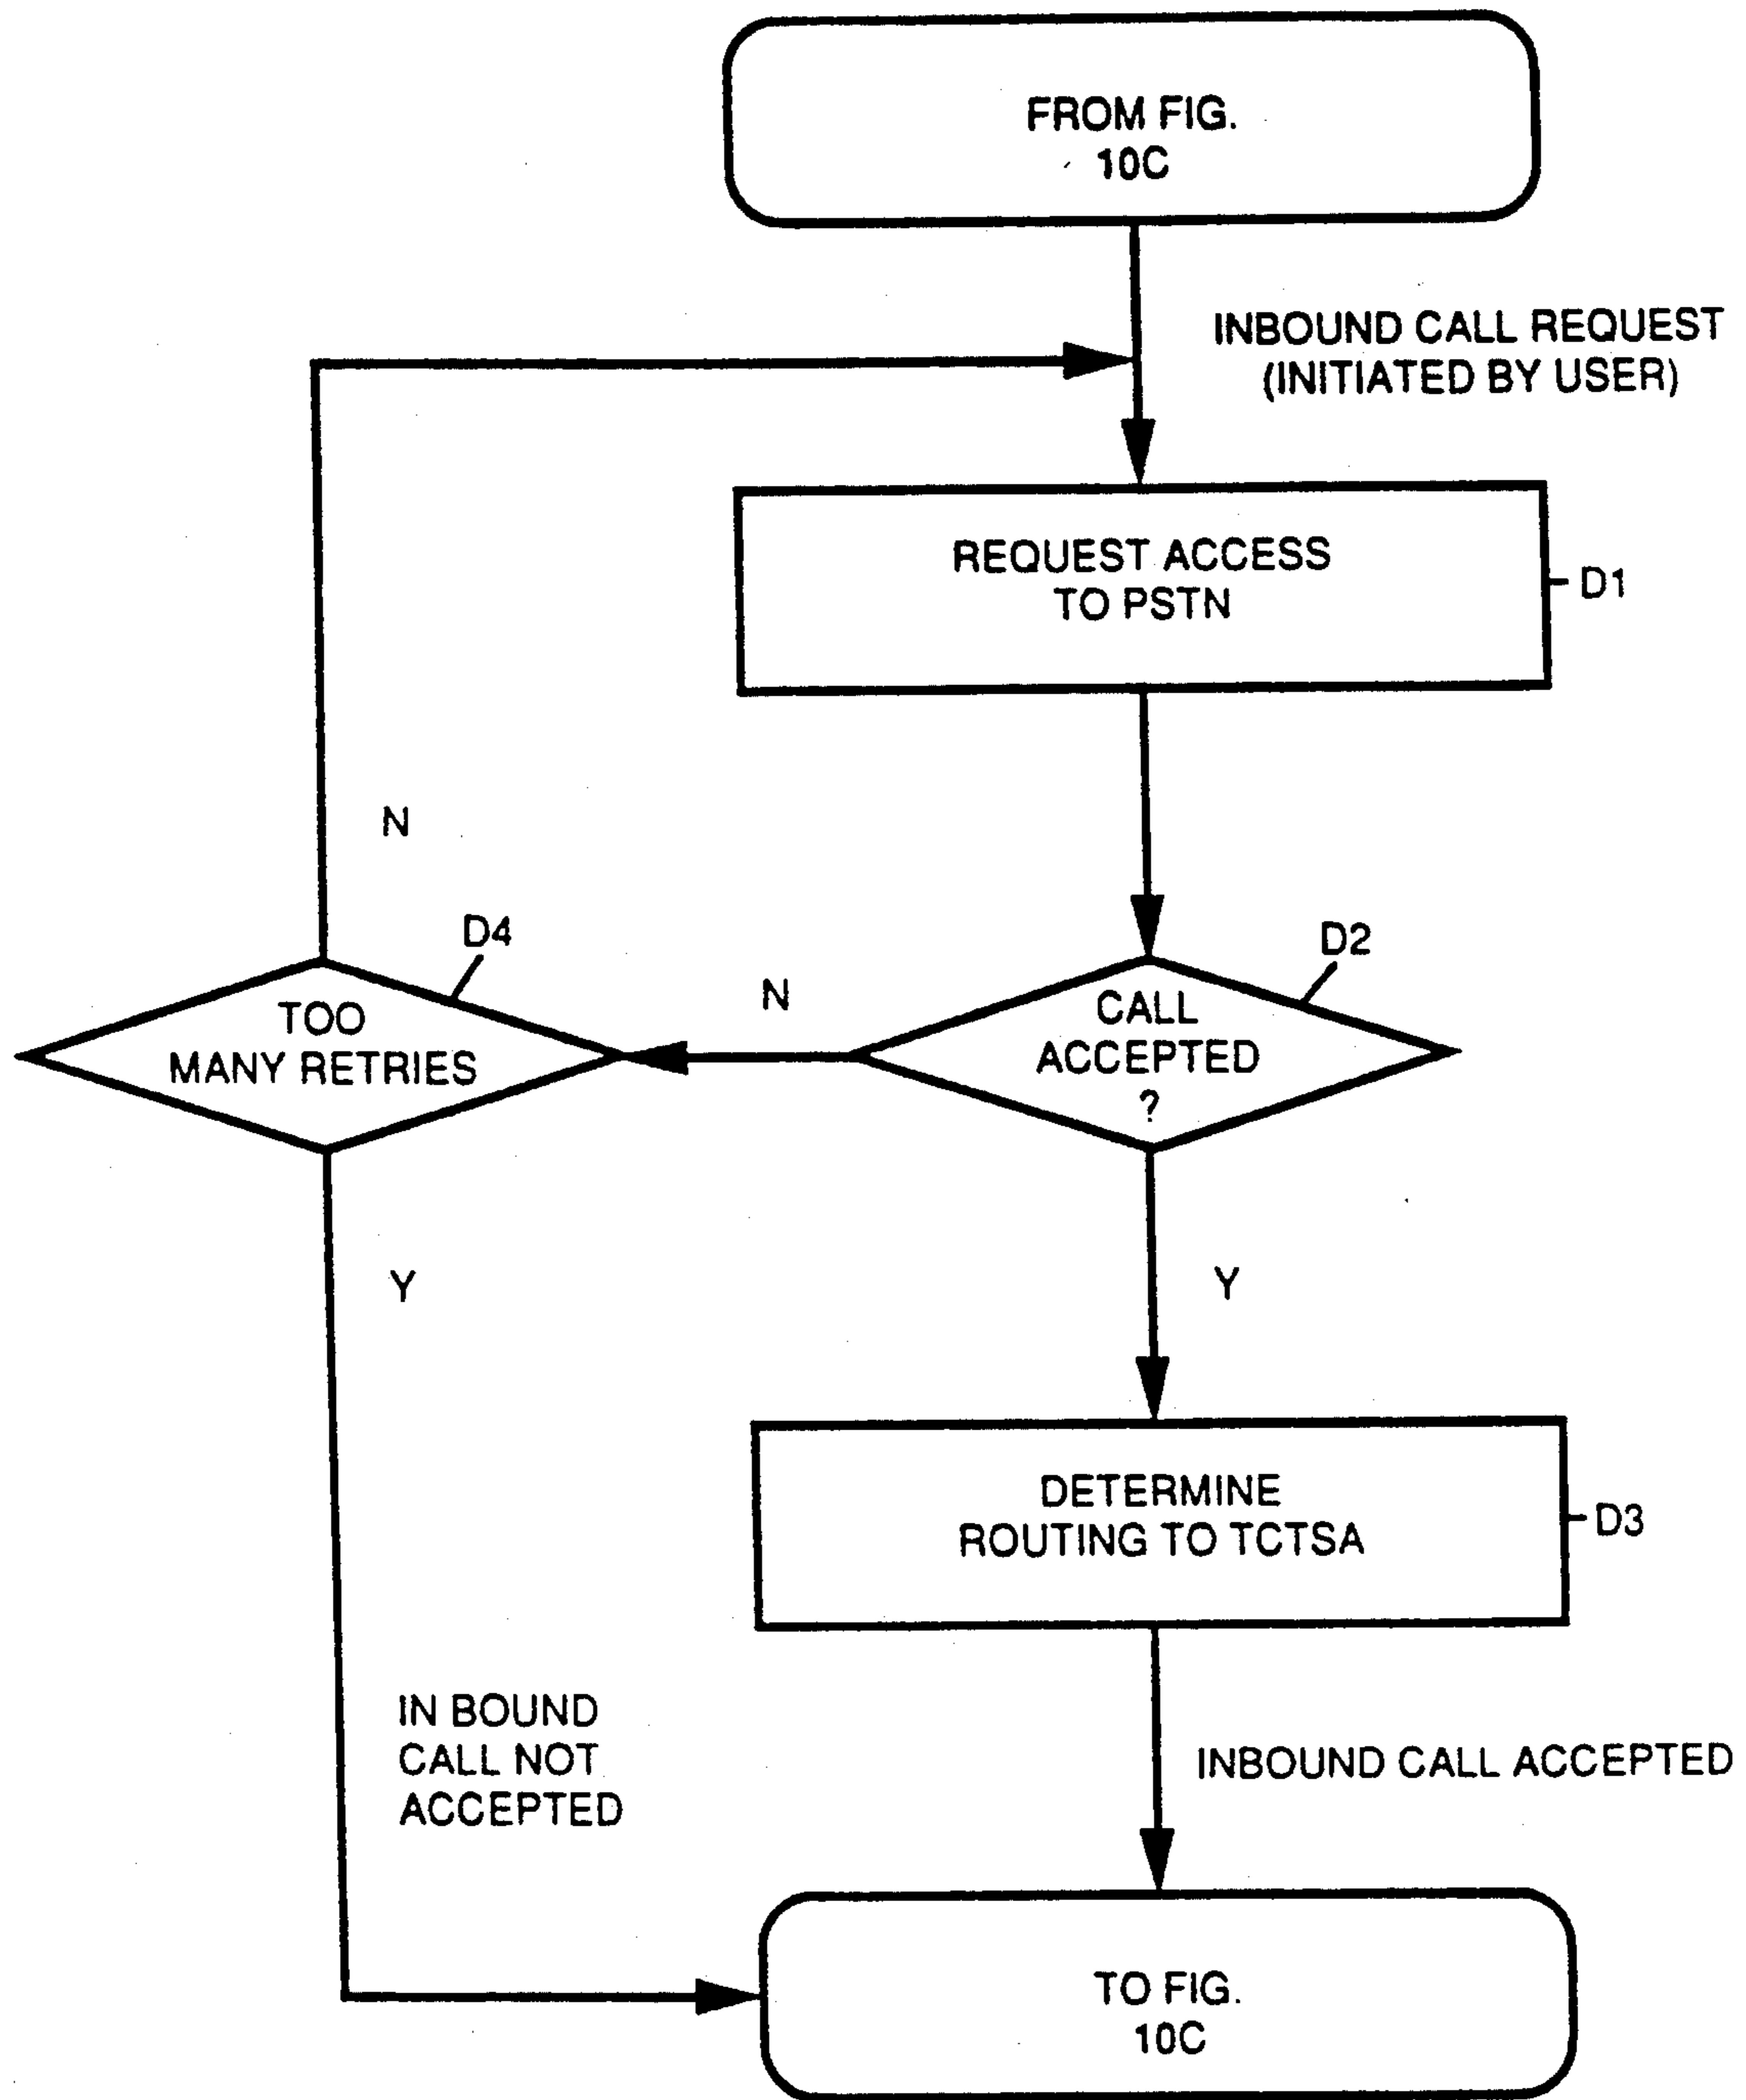 FROM FIG.
10C
INBOUND CALL REQUEST
(INITIATED BY USER)
REQUEST ACCESS
TO PSTN
D1
N
D4
D2
TOO
MANY RETRIES
N
CALL
ACCEPTED
?
Y
Y
DETERMINE
ROUTING TO TCTSA
D3
IN BOUND
CALL NOT
ACCEPTED
INBOUND CALL ACCEPTED
TO FIG.
10C